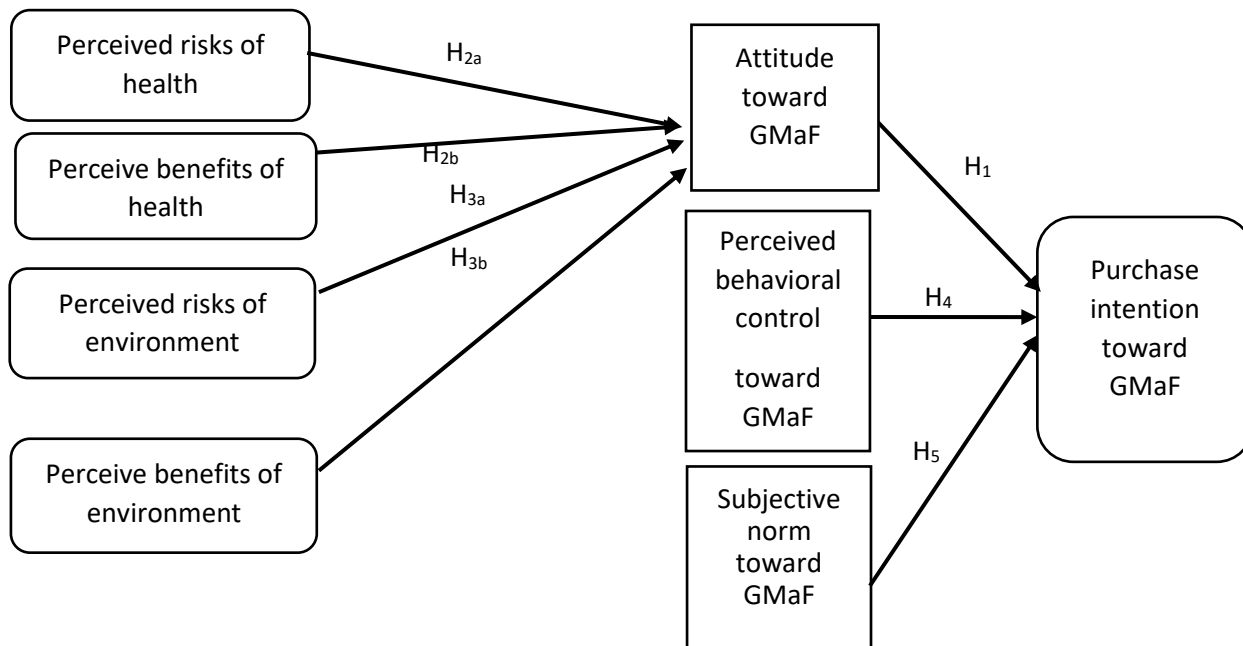 Perceived risks of
health
H2a
Perceive benefits of
health
H2b
H3a
H3b
Perceived risks of
environment
Perceive benefits of
environment
Attitude
toward
GMaF
Perceived
behavioral
control
toward
GMaF
Subjective
norm
toward
GMaF
H1
H4
H5
Purchase
intention
toward
GMaF